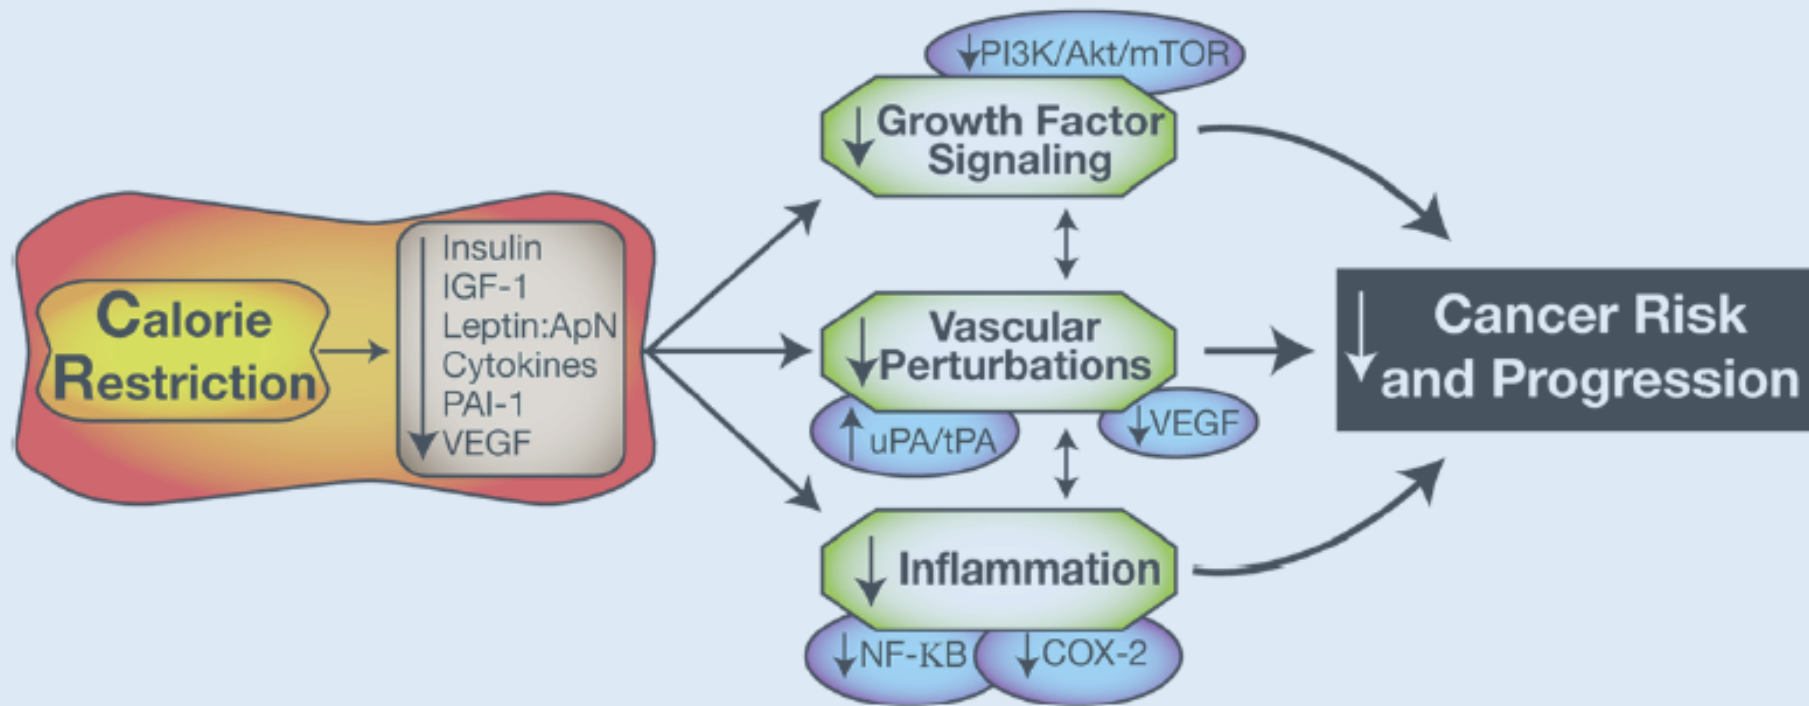 Calorie
Restriction
Insulin
IGF-1
Leptin:ApN
Cytokines
PAI-1
VEGF
↓PI3K/Akt/mTOR
↓ Growth Factor
Signaling
↓ Vascular
Perturbations
↑ uPA/tPA
↓VEGF
↓ Inflammation
↓NF-κB
↓COX-2
↓ Cancer Risk
and Progression